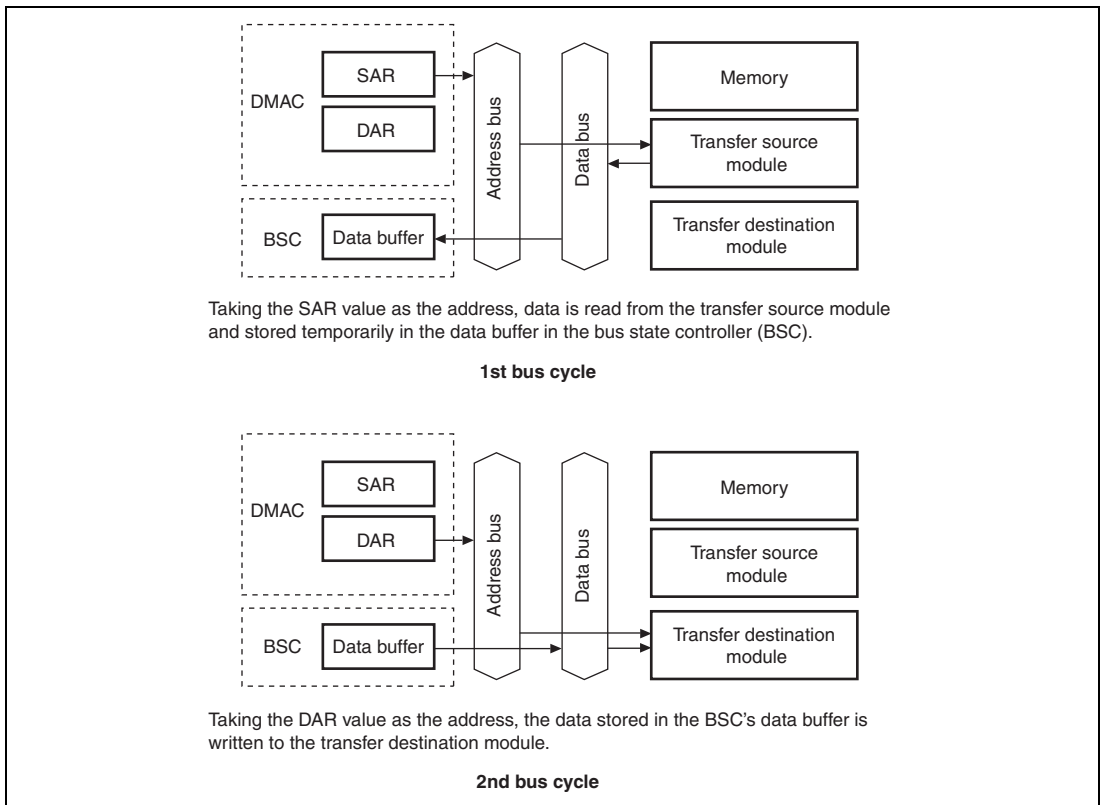 SAR
DMAC
DAR
Address bus
Data bus
Memory
Transfer source
module
BSC
Data buffer
Transfer destination
module
Taking the SAR value as the address, data is read from the transfer source module
and stored temporarily in the data buffer in the bus state controller (BSC).
1st bus cycle
SAR
DMAC
DAR
Address bus
Data bus
Memory
Transfer source
module
BSC
Data buffer
Transfer destination
module
Taking the DAR value as the address, the data stored in the BSC's data buffer is
written to the transfer destination module.
2nd bus cycle